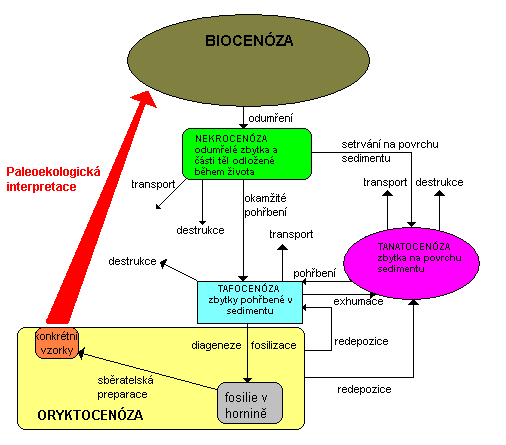 BIOCENÓZA
odumření
NEKROCENÓZA
odumřelé zbytka a
části těl odložené
během života
setrvání na povrchu
sedimentu
Paleoekologická
interpretace
transport
okamžité
pohřbení
transport
destrukce
destrukce
transport
TANATOCENÓZA
zbytka na povrchu
sedimentu
destrukce
pohřbení
TAFOCENÓZA
zbytky pohřbené v
sedimentu
exhumace
konkrétní
vzorky
diageneze
fosilizace
redepozice
sběratelská
preparace
redepozice
fosilie v
hornině
ORYKTOCENÓZA